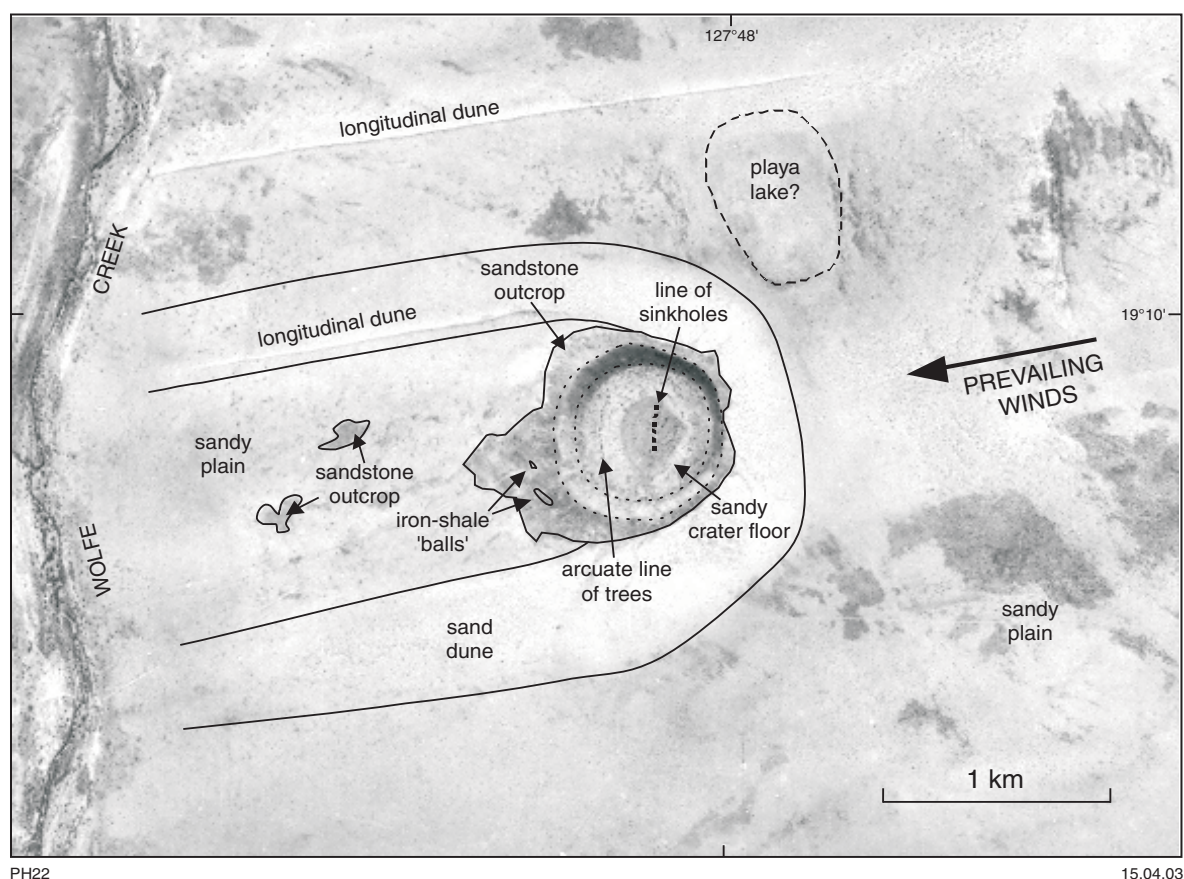 127°48'
longitudinal dune
playa
lake?
CREEK
sandstone
outcrop
line of
sinkholes
19°10'
longitudinal dune
PREVAILING
WINDS
sandy
plain
sandstone
outcrop
iron-shale
'balls'
sandy
crater floor
WOLFE
arcuate line
of trees
sand
dune
sandy
plain
1 km
PH22
15.04.03